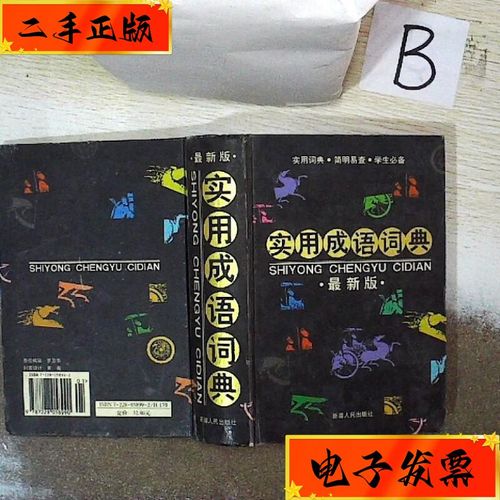 二手正版
B
最新版
实用成语词典
SHIYONG CHENGYU CIDIAN
新疆人民出版社
实用词典·简明易查·学生必备
实用成语词典
SHIYONG CHENGYU CIDIAN
·最新版·
新疆人民出版社
SHIYONG CHENGYU CIDIAN
电子发票